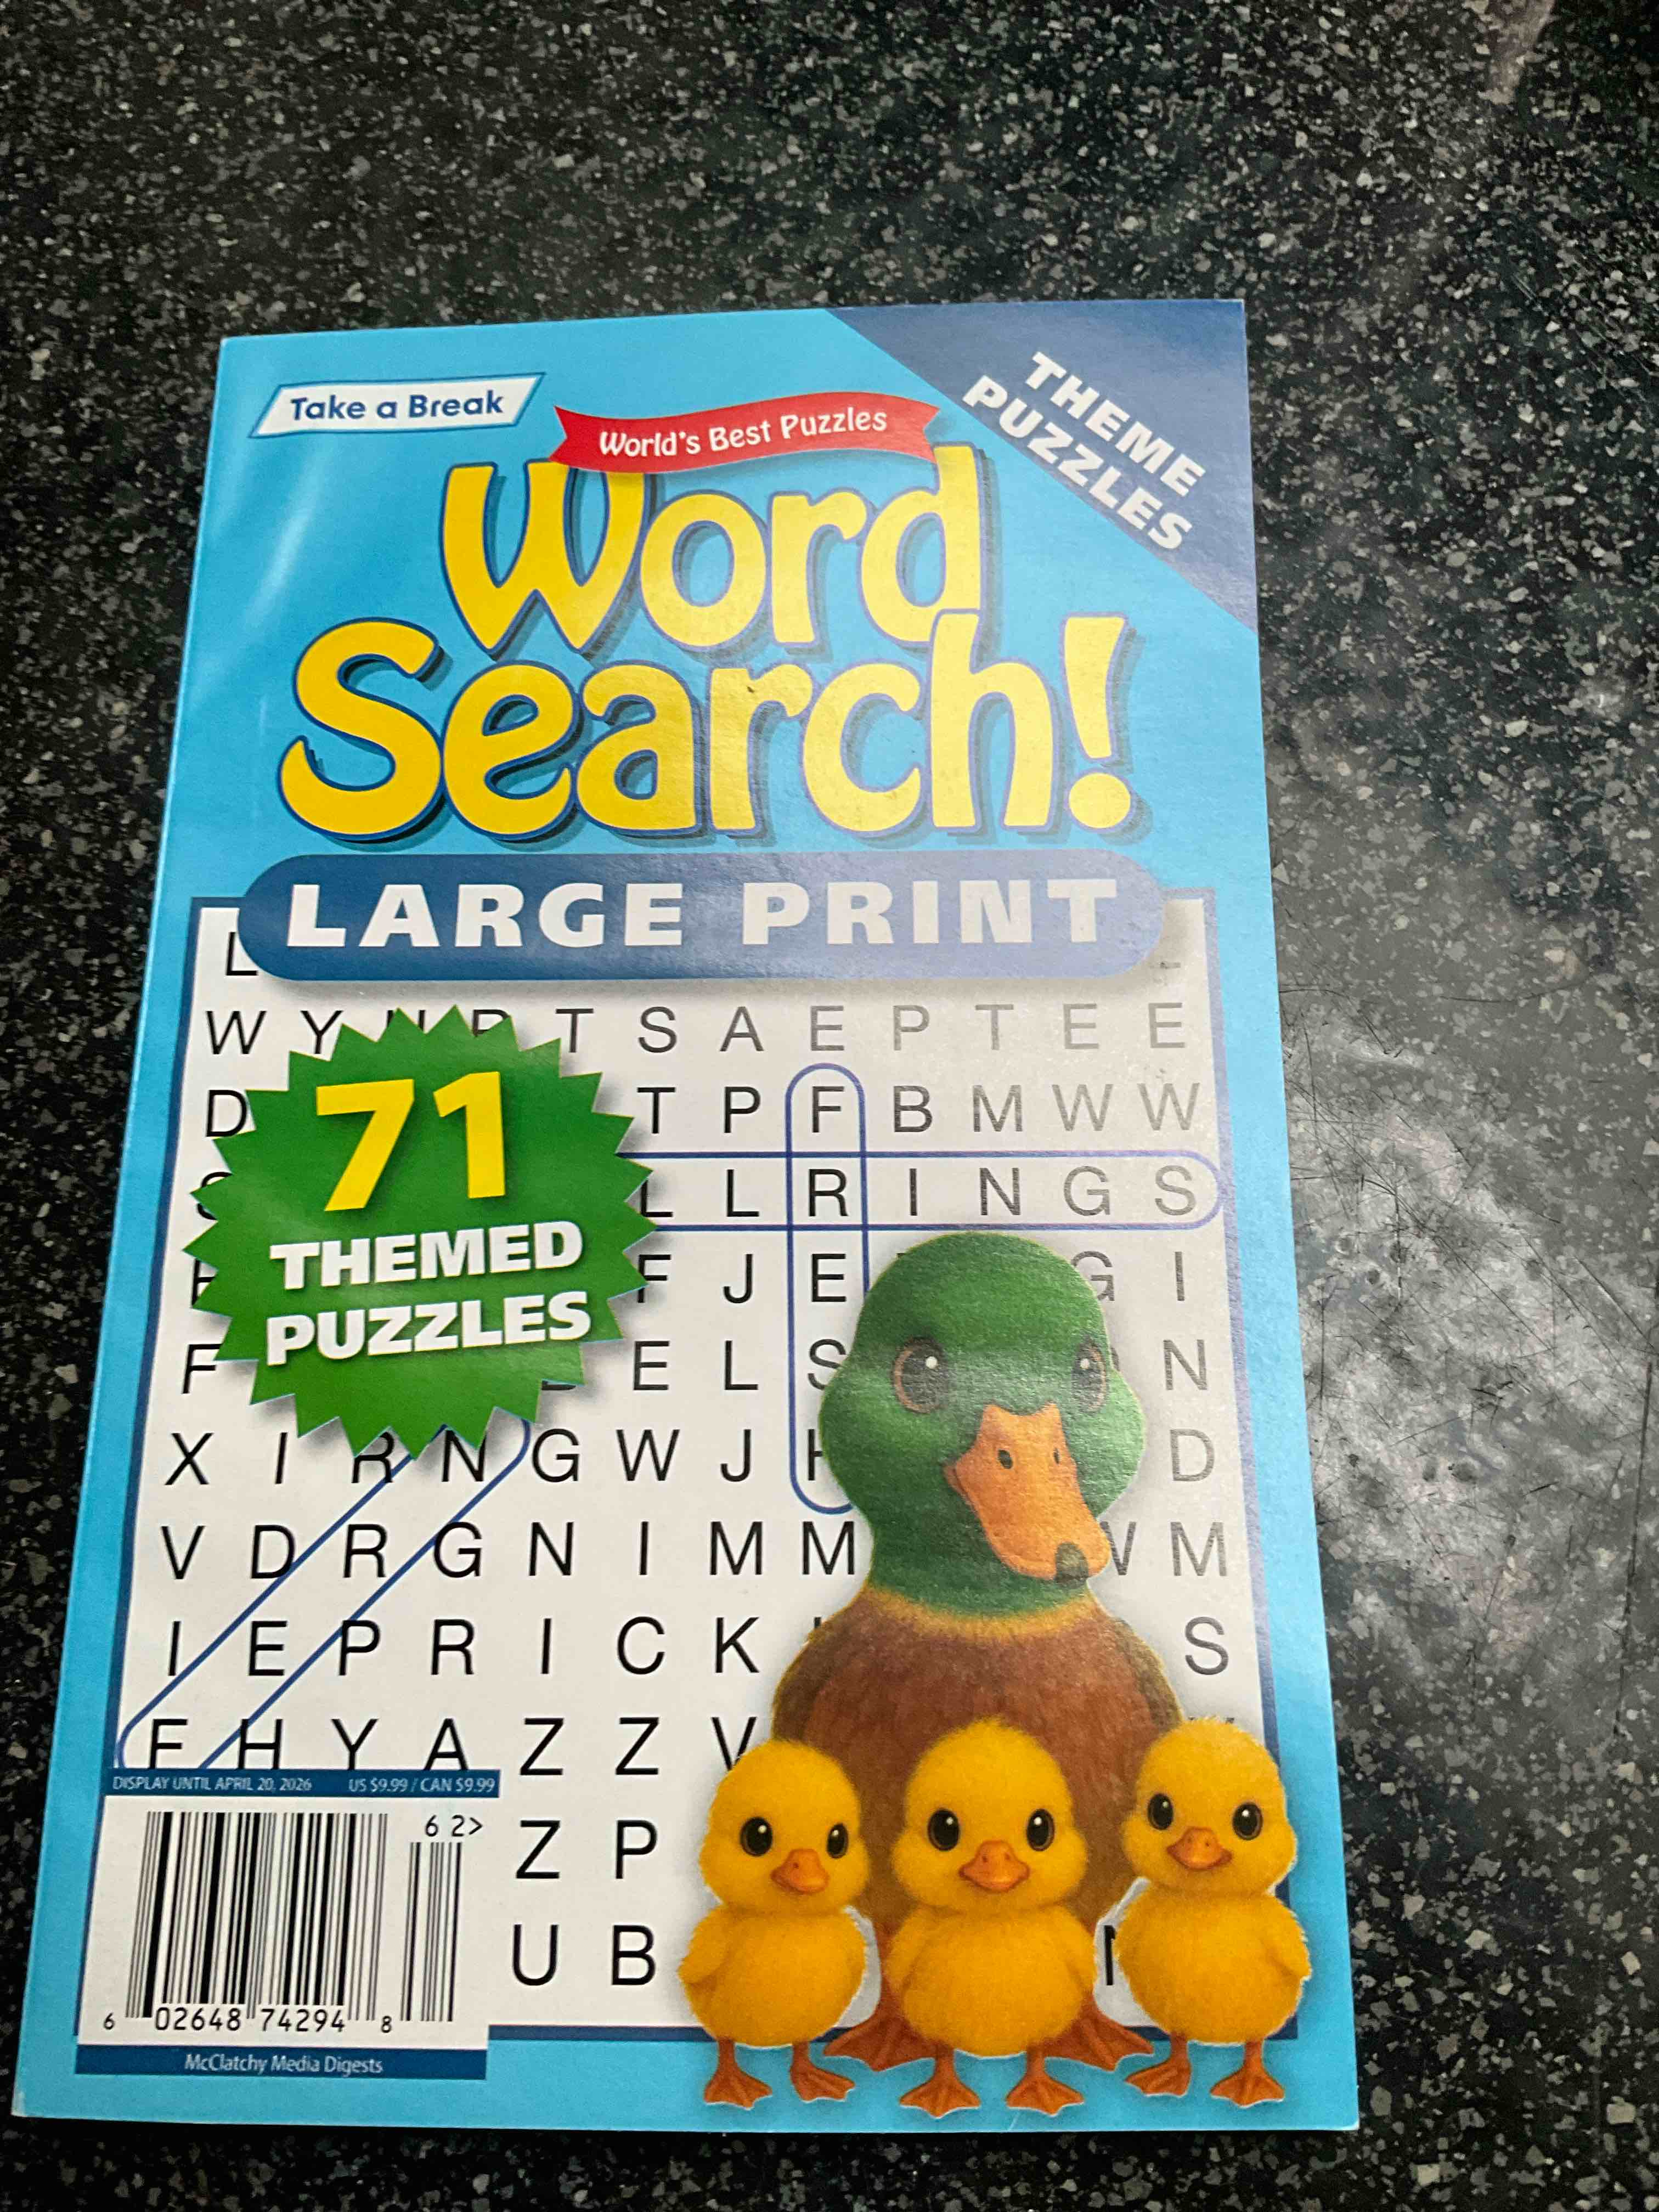 Take a Break
World's Best Puzzles
THEME
PUZZLES
Word
Search!
LARGE PRINT
L
W Y T S A E P T E E
D T P F B M W W
L L R I N G S
F J E G I
F E L S N
X I R N G W J D
V D R G N I M M W M
I E P R I C K S
F H Y A Z Z V
71
THEMED
PUZZLES
DISPLAY UNTIL APRIL 20, 2026 US $9.99 / CAN $9.99
6 2>
Z P
U B
6 02648 74294 8
McClatchy Media Digests